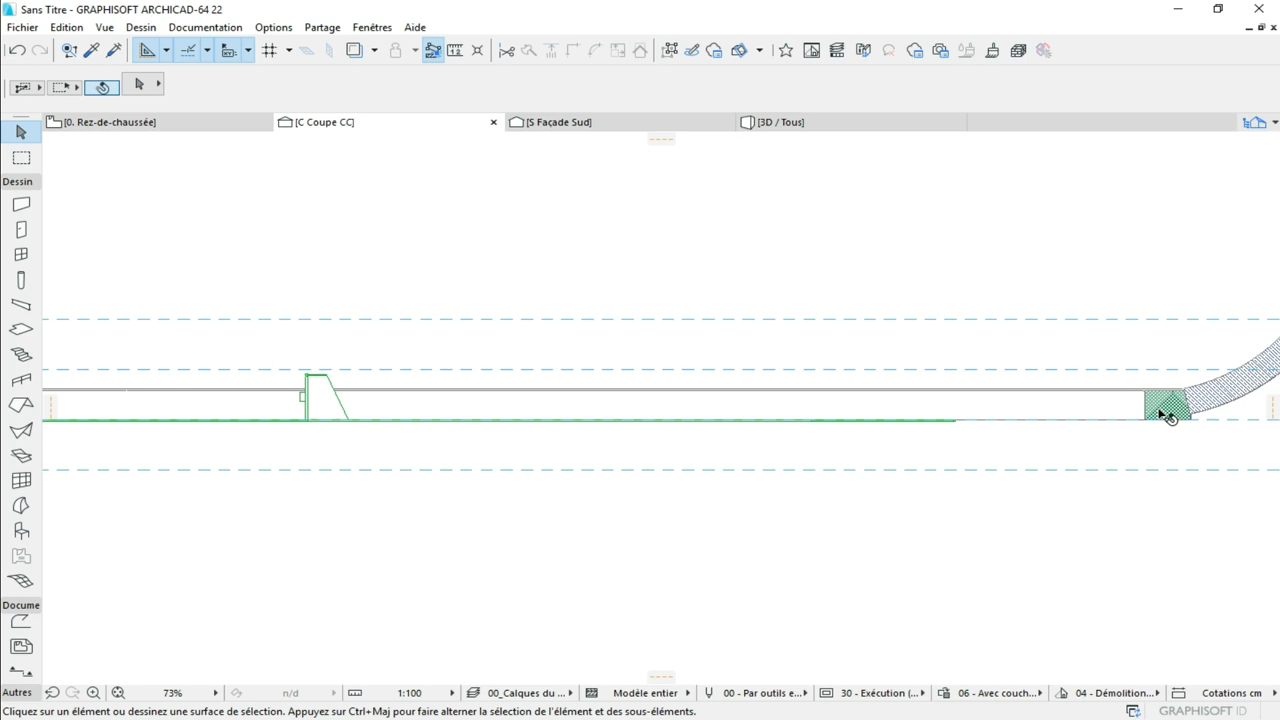 Sans Titre - GRAPHISOFT ARCHICAD-64 22
Fichier Edition Vue Dessin Documentation Options Partage Fenêtres Aide
[0. Rez-de-chaussée] [C Coupe CC] [S Façade Sud] [3D / Tous]
Dessin
Docume
Autres 73% n/d 1:100 00_Calques du ... Modèle entier 00 - Par outils e... 30 - Exécution (... 06 - Avec couch... 04 - Démolition... Cotations cm
Cliquez sur un élément ou dessinez une surface de sélection. Appuyez sur Ctrl+Maj pour faire alterner la sélection de l'élément et des sous-éléments. GRAPHISOFT ID